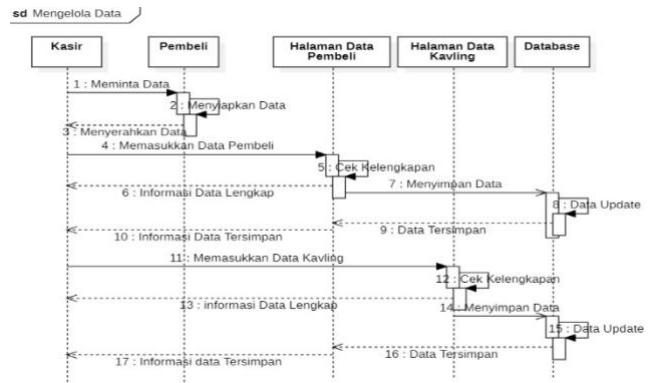 sd Mengelola Data
Kasir
Pembeli
Halaman Data
Pembeli
Halaman Data
Kavling
Database
1 : Meminta Data
2 : Menyiapkan Data
3 : Menyerahkan Data
4 : Memasukkan Data Pembeli
5 : Cek Kelengkapan
6 : Informasi Data Lengkap
7 : Menyimpan Data
8 : Data Update
9 : Data Tersimpan
10 : Informasi Data Tersimpan
11 : Memasukkan Data Kavling
12 : Cek Kelengkapan
13 : informasi Data Lengkap
14 : Menyimpan Data
15 : Data Update
16 : Data Tersimpan
17 : Informasi data Tersimpan